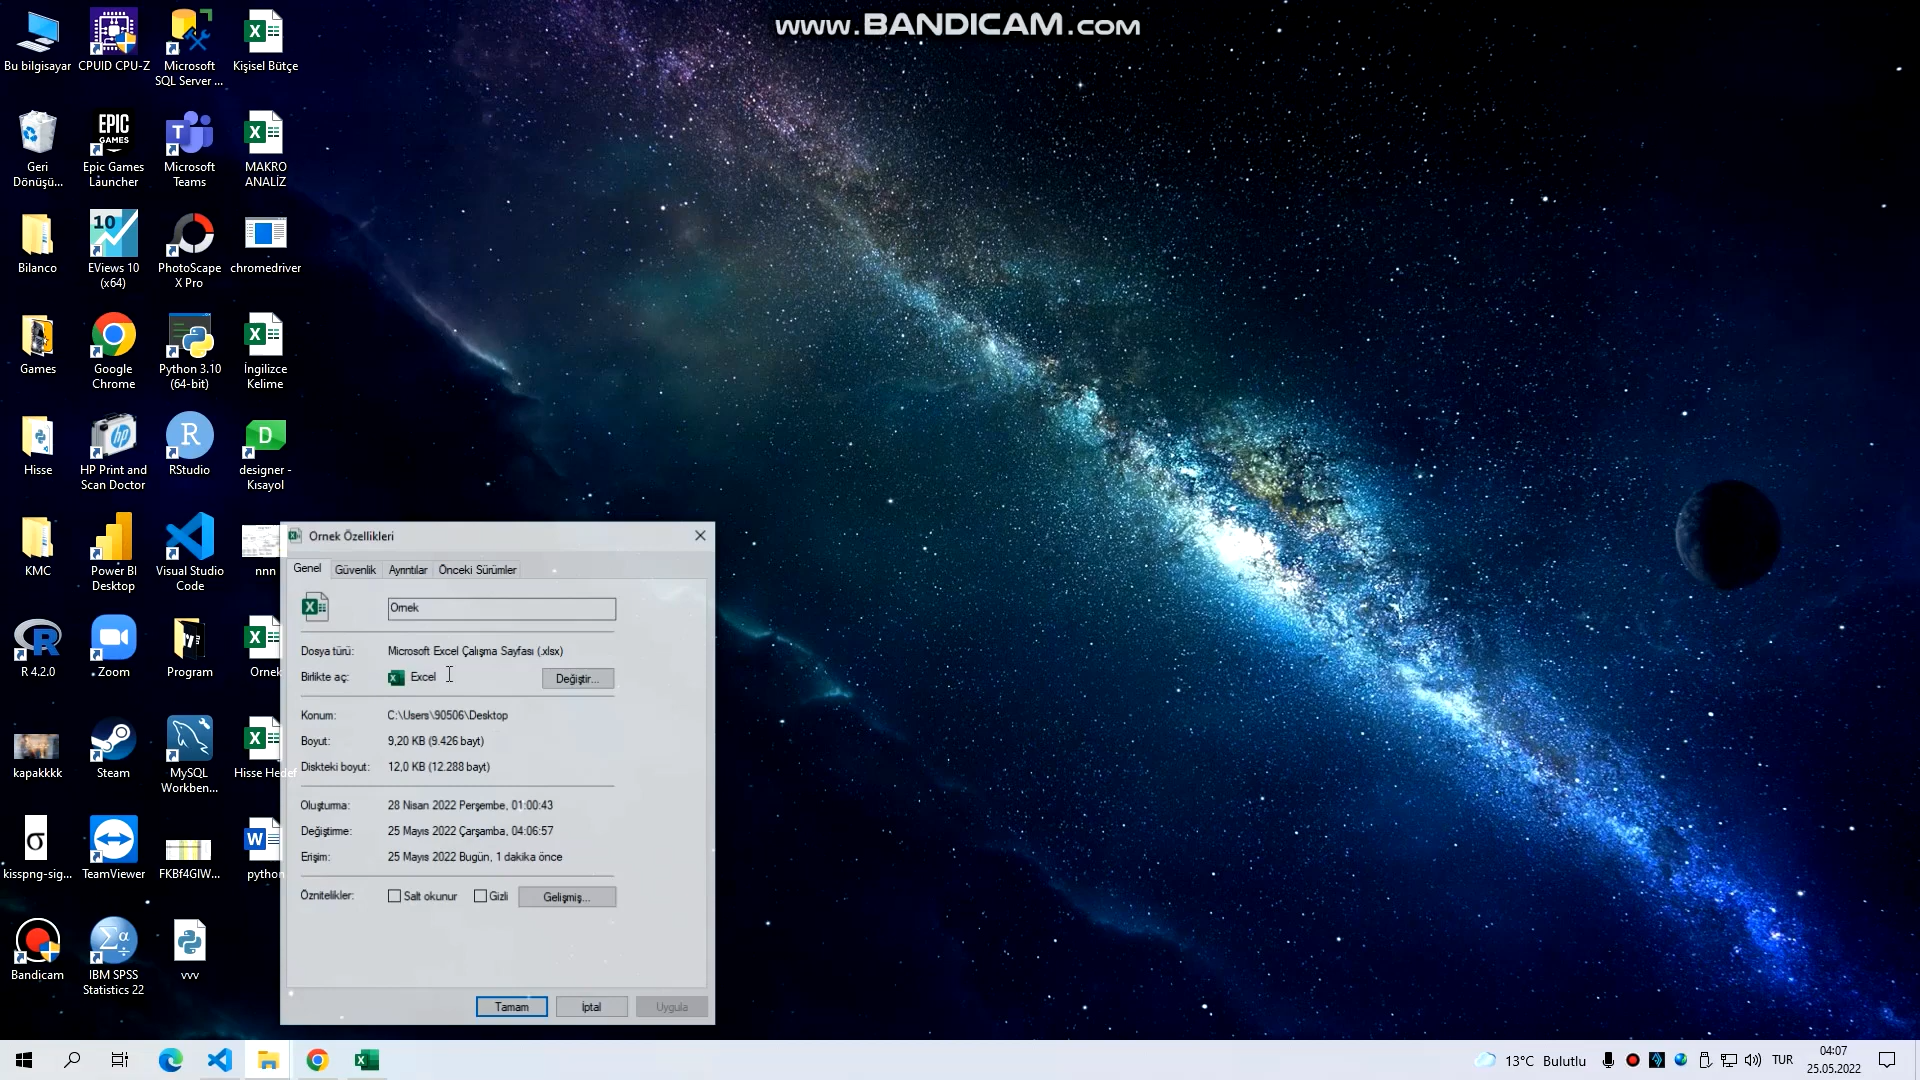 www.BANDICAM.com
Bu bilgisayar
CPUID CPU-Z
Microsoft
SQL Server ...
Kişisel Bütçe
Geri
Dönüşü...
EPIC
GAMES
Epic Games
Launcher
T
Microsoft
Teams
MAKRO
ANALİZ
Bilanco
10
EViews 10
(x64)
PhotoScape
X Pro
chromedriver
Games
Google
Chrome
Python 3.10
(64-bit)
İngilizce
Kelime
Hisse
hp
HP Print and
Scan Doctor
R
RStudio
D
designer -
Kısayol
KMC
Power BI
Desktop
Visual Studio
Code
nnn
R 4.2.0
Zoom
Program
Ornek
kapakkkk
Steam
MySQL
Workben...
Hisse Hedef
σ
kisspng-sig...
TeamViewer
FKBf4GIW...
python
Bandicam
Σα
IBM SPSS
Statistics 22
vvv
Ornek Özellikleri
Genel
Güvenlik
Ayrıntılar
Önceki Sürümler
Ornek
Dosya türü:
Microsoft Excel Çalışma Sayfası (.xlsx)
Birlikte aç:
Excel
Değiştir...
Konum:
C:\Users\90506\Desktop
Boyut:
9,20 KB (9.426 bayt)
Diskteki boyut:
12,0 KB (12.288 bayt)
Oluşturma:
28 Nisan 2022 Perşembe, 01:00:43
Değiştirme:
25 Mayıs 2022 Çarşamba, 04:06:57
Erişim:
25 Mayıs 2022 Bugün, 1 dakika önce
Öznitelikler:
Salt okunur
Gizli
Gelişmiş...
Tamam
İptal
Uygula
13°C Bulutlu
TUR
04:07
25.05.2022